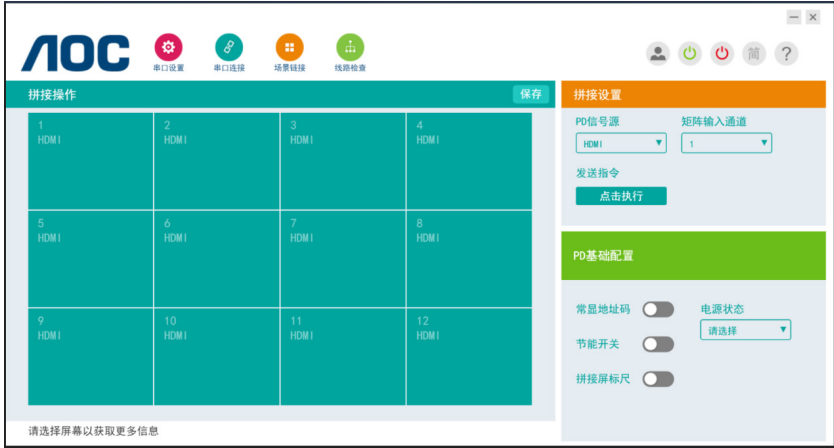 AOC
串口设置
串口连接
场景链接
线路检查
简
?
拼接操作
保存
1
HDMI
2
HDMI
3
HDMI
4
HDMI
5
HDMI
6
HDMI
7
HDMI
8
HDMI
9
HDMI
10
HDMI
11
HDMI
12
HDMI
请选择屏幕以获取更多信息
拼接设置
PD信号源
矩阵输入通道
HDMI
1
发送指令
点击执行
PD基础配置
常显地址码
电源状态
请选择
节能开关
拼接屏标尺